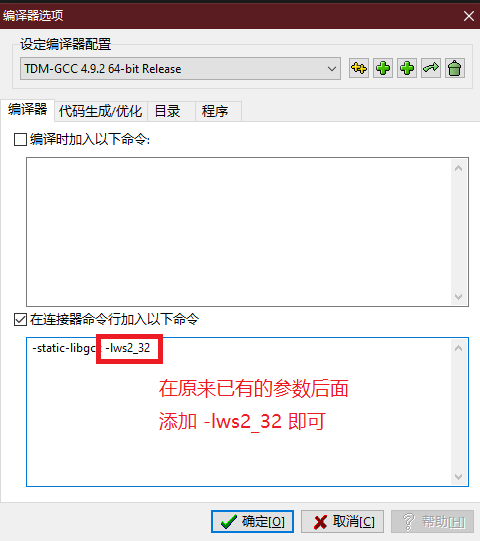 编译器选项
设定编译器配置
TDM-GCC 4.9.2 64-bit Release
编译器 代码生成/优化 目录 程序
编译时加入以下命令:
在连接器命令行加入以下命令
-static-libgc -lws2_32
在原来已有的参数后面
添加 -lws2_32 即可
确定[O] 取消[C] 帮助[H]